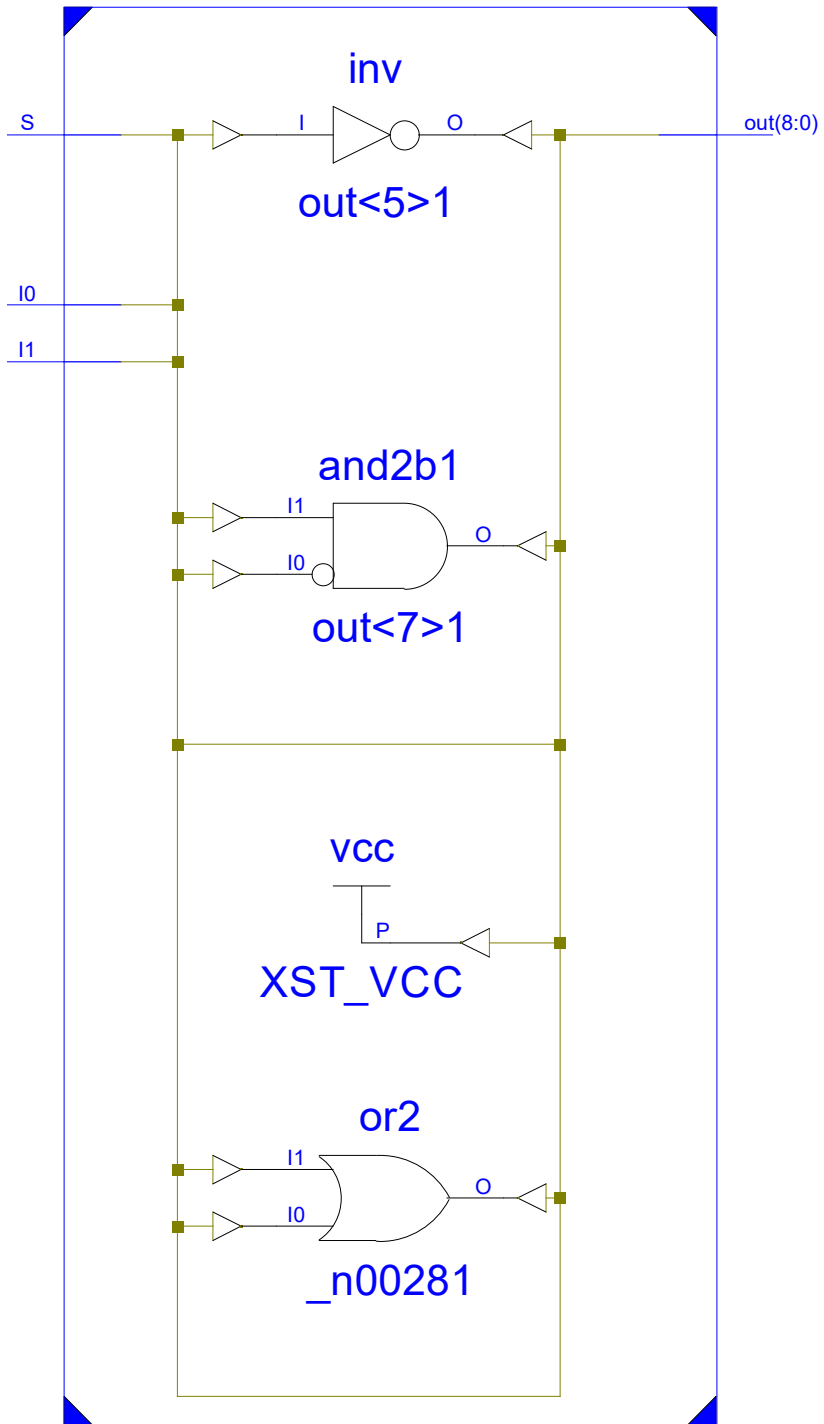 inv
S
I
O
out(8:0)
out<5>1
I0
I1
and2b1
I1
O
I0
out<7>1
vcc
P
XST_VCC
or2
I1
O
I0
_n00281